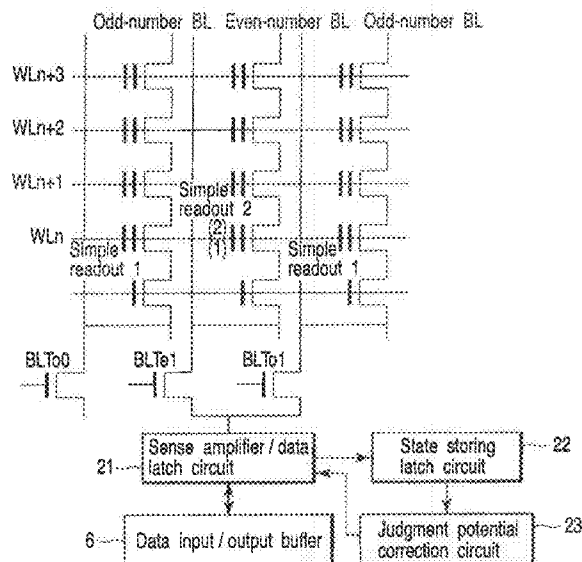 Odd-number BL Even-number BL Odd-number BL
WLn+3
WLn+2
WLn+1
Simple
readout 2
(2)
WLn
(1)
Simple
readout 1
Simple
readout 1
BLTo0
BLTe1
BLTo1
Sense amplifier / data
latch circuit
21
State storing
latch circuit
22
6
Data input / output buffer
Judgment potential
correction circuit
23